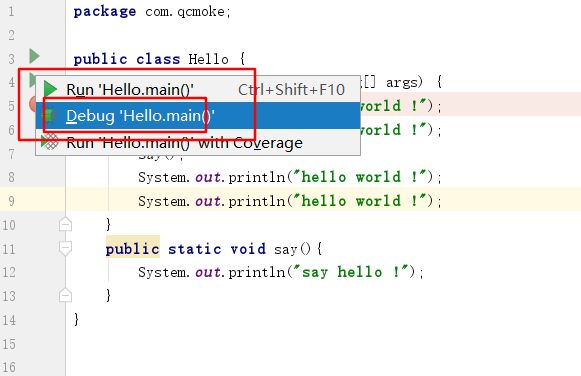 1 package com.qcmoke;
2
3 public class Hello {
4 g[] args) {
Run 'Hello.main()' Ctrl+Shift+F10
5 world !");
Debug 'Hello.main()'
6 world !");
Run 'Hello.main()' with Coverage
7 say();
8 System.out.println("hello world !");
9 System.out.println("hello world !");
10 }
11 public static void say(){
12 System.out.println("say hello !");
13 }
14 }
15
16